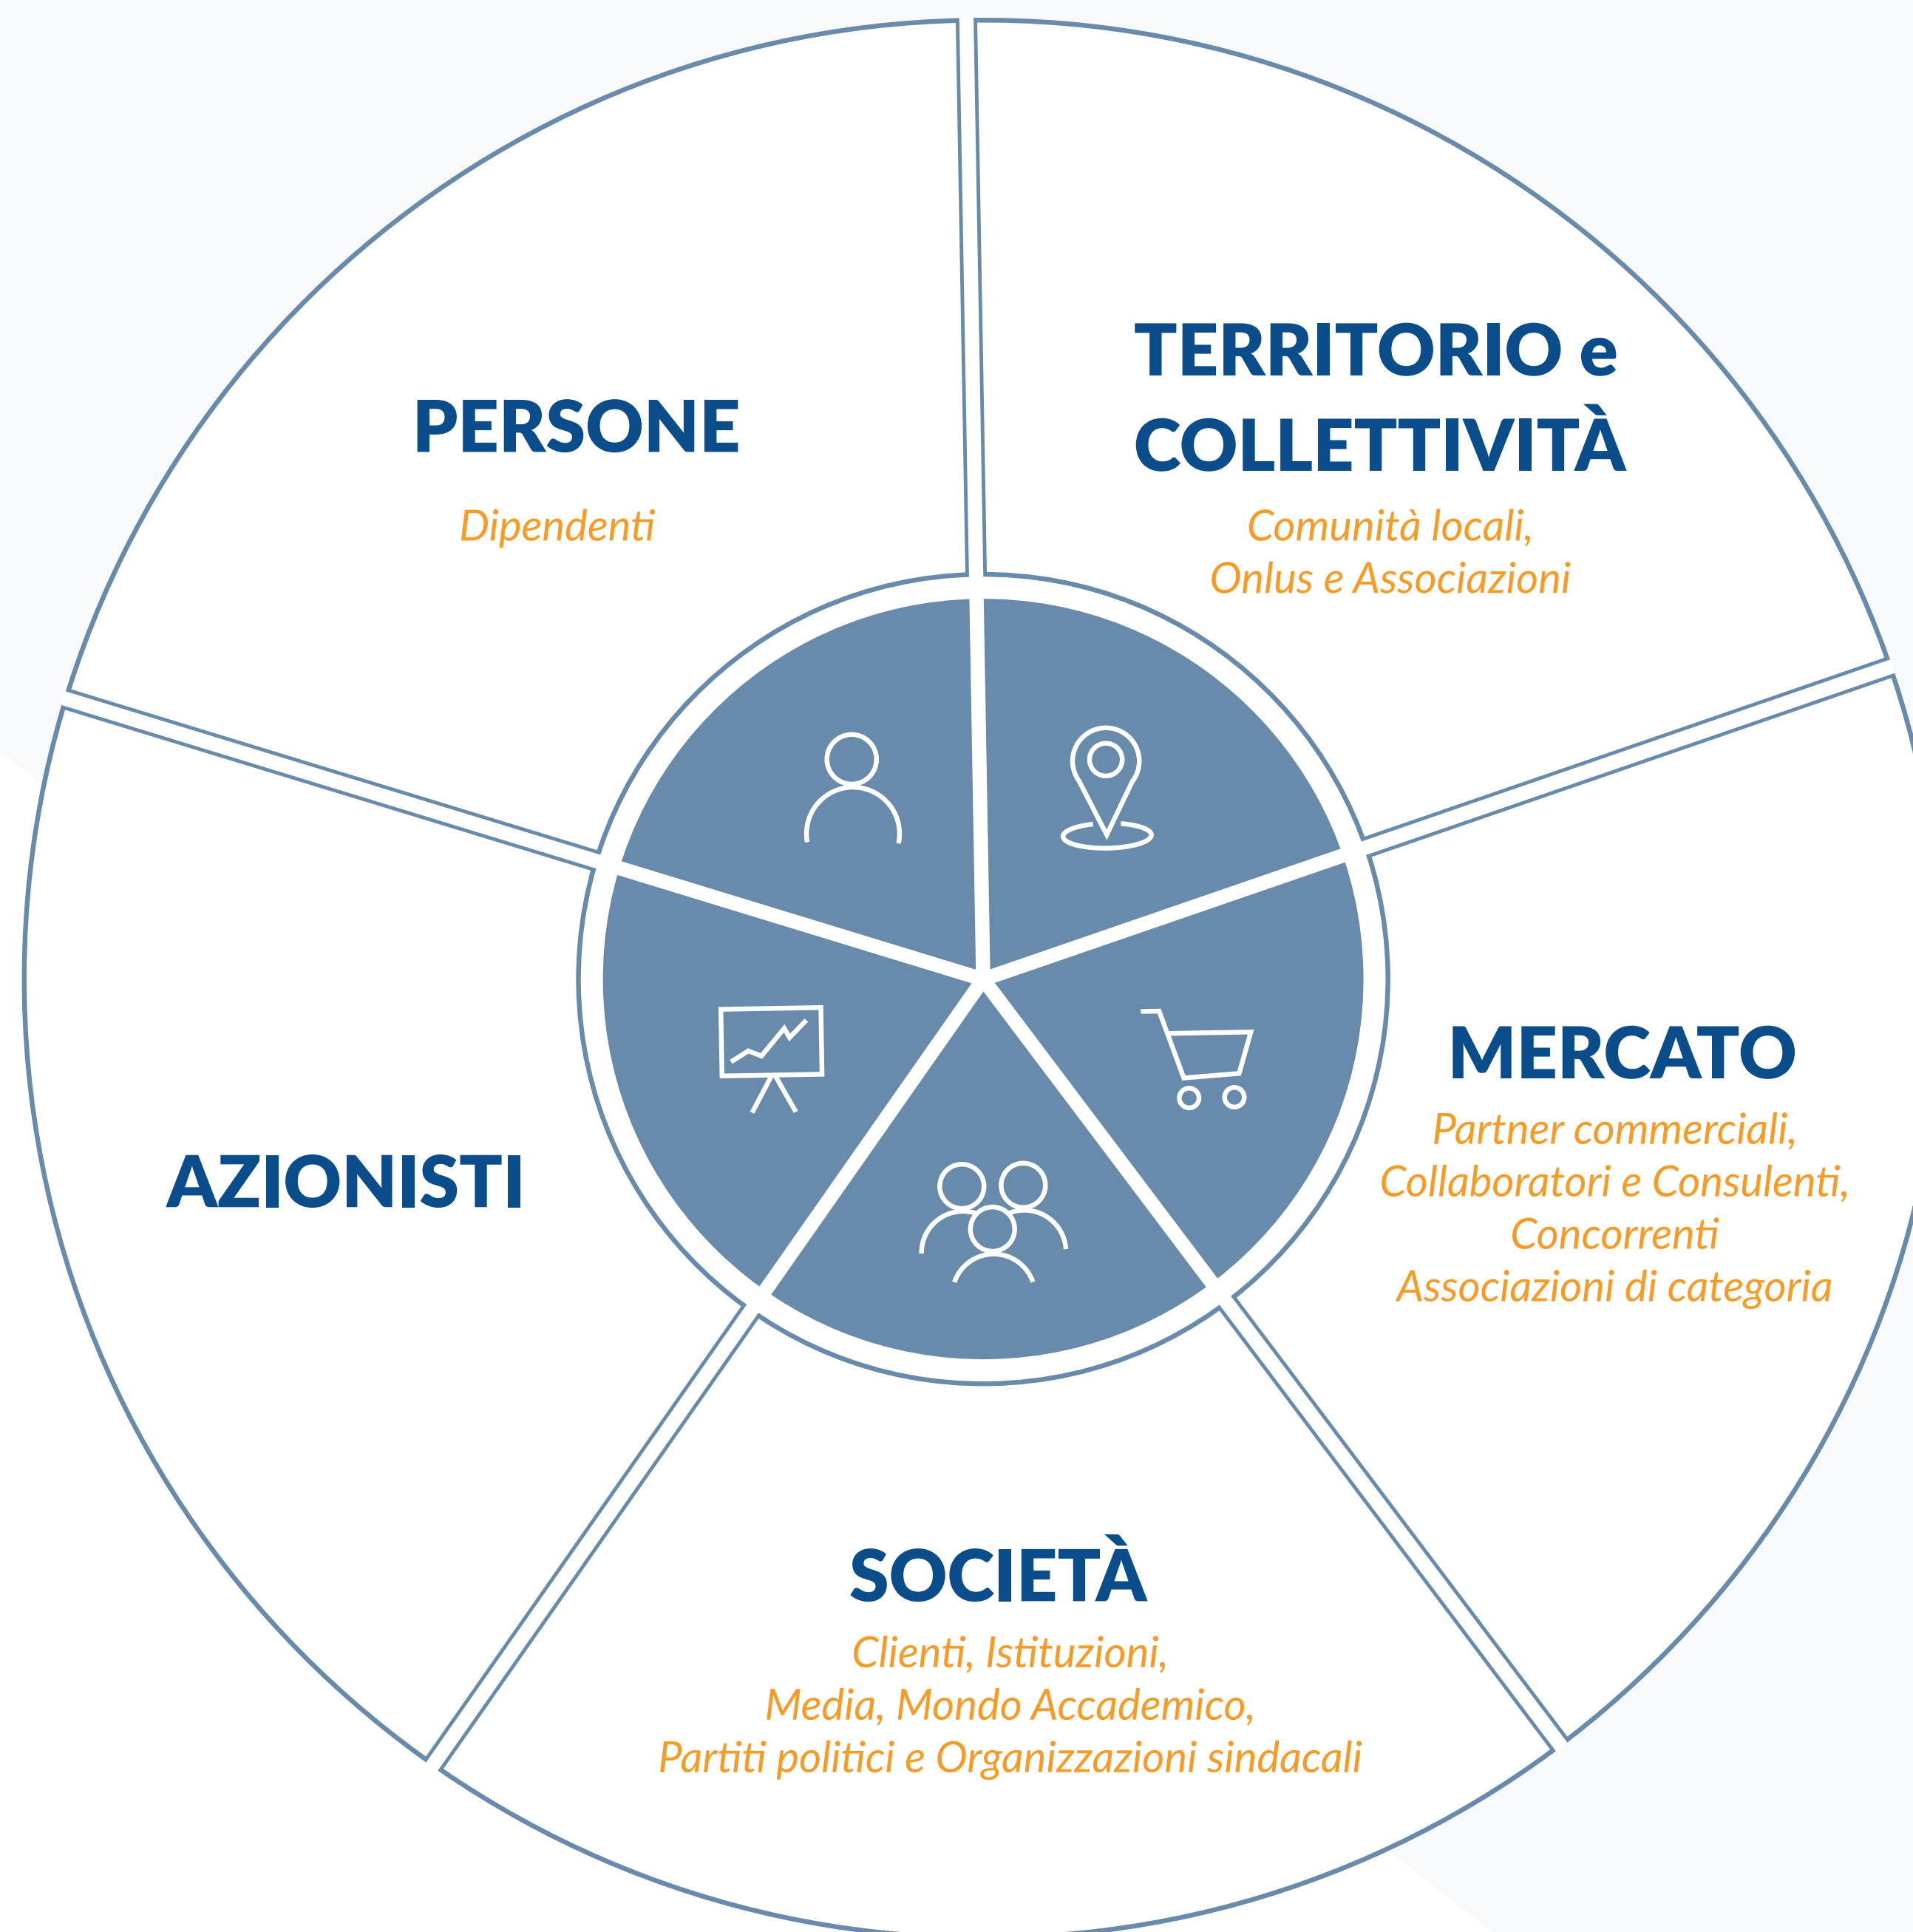 PERSONE
Dipendenti
TERRITORIO e
COLLETTIVITÀ
Comunità locali,
Onlus e Associazioni
MERCATO
Partner commerciali,
Collaboratori e Consulenti,
Concorrenti
Associazioni di categoria
AZIONISTI
SOCIETÀ
Clienti, Istituzioni,
Media, Mondo Accademico,
Partiti politici e Organizzazioni sindacali